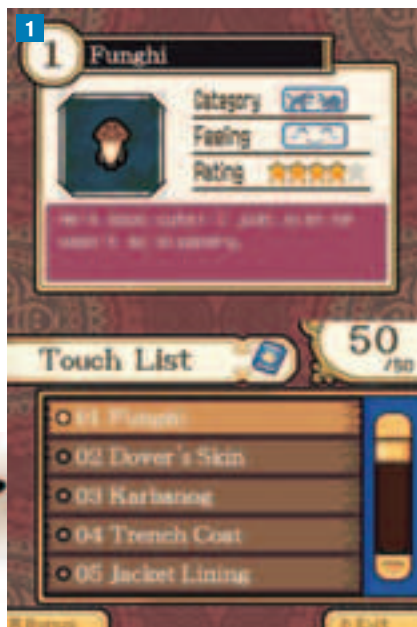 1
1
Funghi
Category
Feeling
Rating
Touch List
50
/50
01 Funghi
02 Dover's Skin
03 Karbanog
04 Trench Coat
05 Jacket Lining
Exit